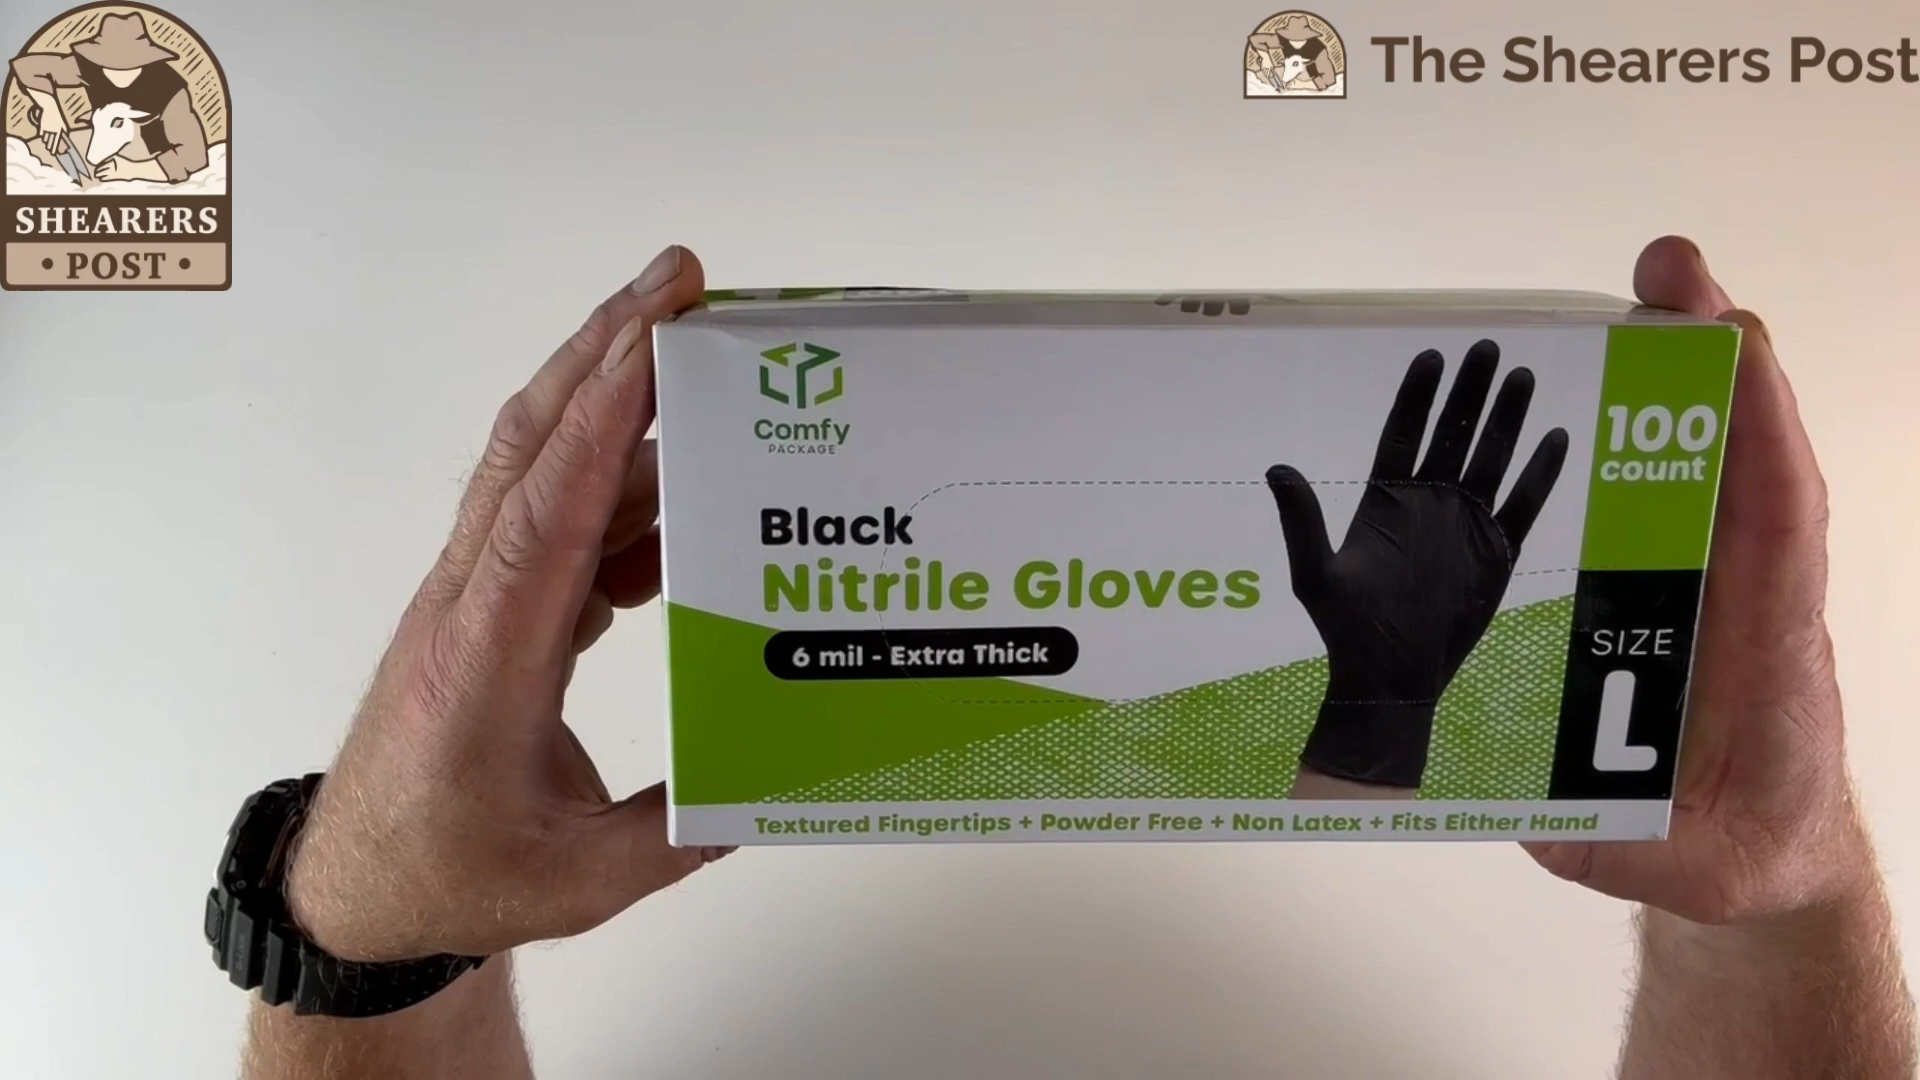 SHEARERS
• POST •
The Shearers Post
Comfy
PACKAGE
Black
Nitrile Gloves
6 mil - Extra Thick
100
count
SIZE
L
Textured Fingertips + Powder Free + Non Latex + Fits Either Hand